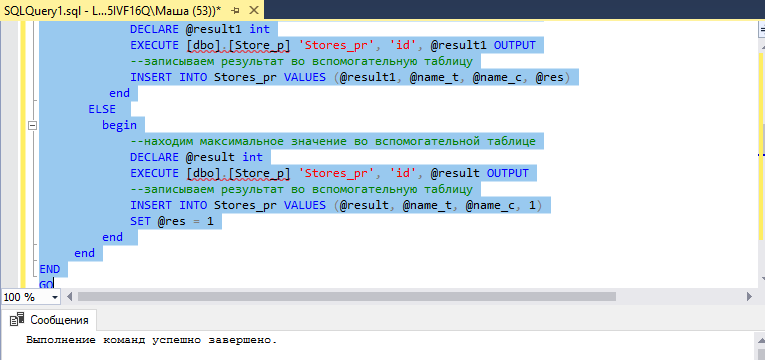 SQLQuery1.sql - L...5IVF16Q\Маша (53))*
DECLARE @result1 int
EXECUTE [dbo].[Store_p] 'Stores_pr', 'id', @result1 OUTPUT
--записываем результат во вспомогательную таблицу
INSERT INTO Stores_pr VALUES (@result1, @name_t, @name_c, @res)
end
ELSE
begin
--находим максимальное значение во вспомогательной таблице
DECLARE @result int
EXECUTE [dbo].[Store_p] 'Stores_pr', 'id', @result OUTPUT
--записываем результат во вспомогательную таблицу
INSERT INTO Stores_pr VALUES (@result, @name_t, @name_c, 1)
SET @res = 1
end
end
END
GO
100 %
Сообщения
Выполнение команд успешно завершено.